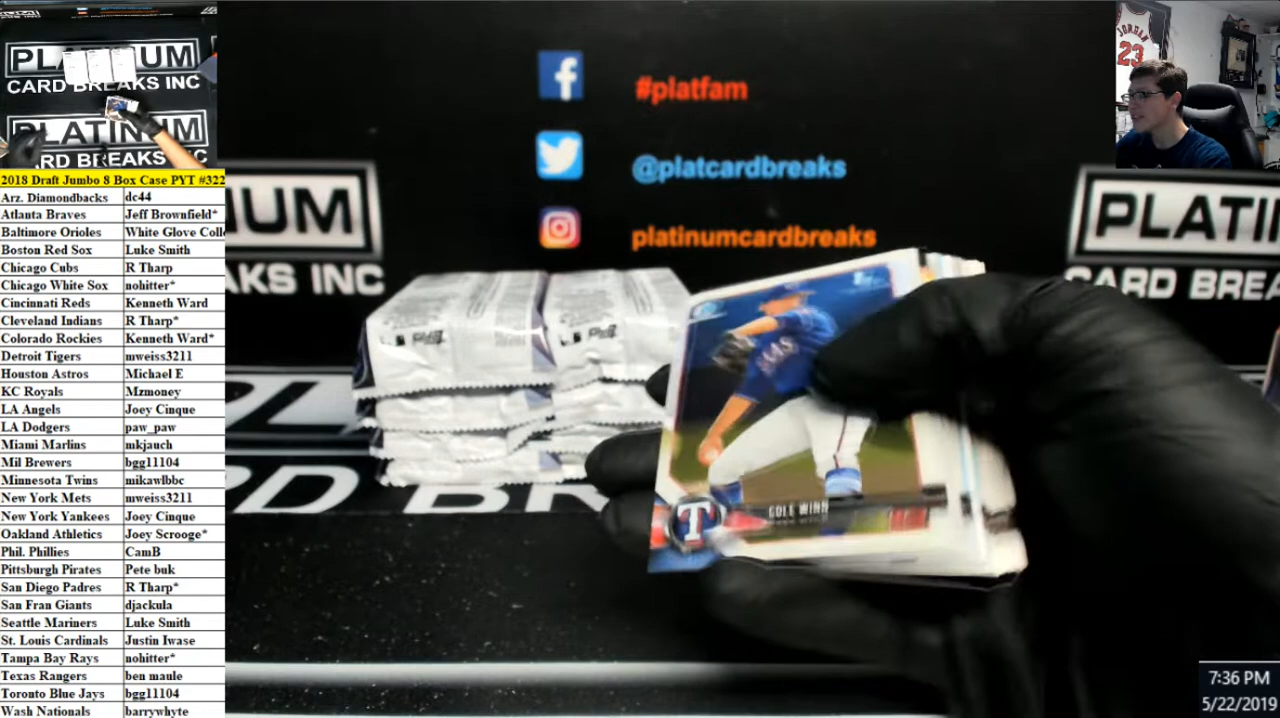 PLATINUM
CARD BREAKS INC
PLATINUM
CARD BREAKS INC
JORDAN
23
#platfam
@platcardbreaks
platinumcardbreaks
UM
AKS INC
PLATI
CARD BREA
D BR
COLE WINN
T
2018 Draft Jumbo 8 Box Case PYT #322
Arz. Diamondbacks dc44
Atlanta Braves Jeff Brownfield*
Baltimore Orioles White Glove Coll
Boston Red Sox Luke Smith
Chicago Cubs R Tharp
Chicago White Sox nohitter*
Cincinnati Reds Kenneth Ward
Cleveland Indians R Tharp*
Colorado Rockies Kenneth Ward*
Detroit Tigers mweiss3211
Houston Astros Michael E
KC Royals Mzmoney
LA Angels Joey Cinque
LA Dodgers paw_paw
Miami Marlins mkjauch
Mil Brewers bgg11104
Minnesota Twins mikawlbbc
New York Mets mweiss3211
New York Yankees Joey Cinque
Oakland Athletics Joey Scrooge*
Phil. Phillies CamB
Pittsburgh Pirates Pete buk
San Diego Padres R Tharp*
San Fran Giants djackula
Seattle Mariners Luke Smith
St. Louis Cardinals Justin Iwase
Tampa Bay Rays nohitter*
Texas Rangers ben maule
Toronto Blue Jays bgg11104
Wash Nationals barrywhyte
7:36 PM
5/22/2019